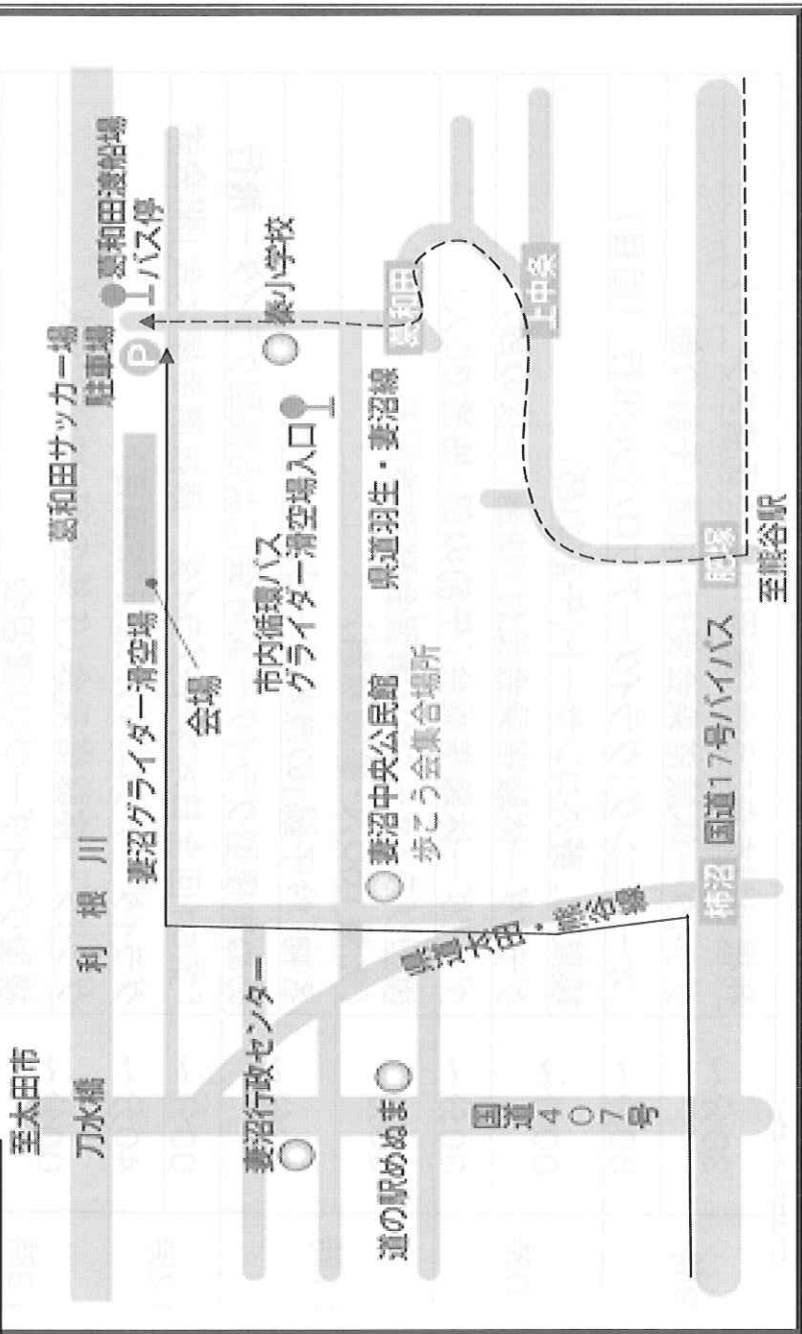 至太田市
刀水橋
利根川
葛和田サッカー場
駐車場
P
葛和田渡船場
バス停
妻沼グライダー滑空場
会場
秦小学校
市内循環バス
グライダー滑空場入口
妻沼行政センター
妻沼中央公民館
歩こう会集合場所
県道羽生・妻沼線
葛和田
上中条
道の駅めぬま
県道太田・熊谷線
国道407号
柿沼
国道17号バイパス
肥塚
至熊谷駅